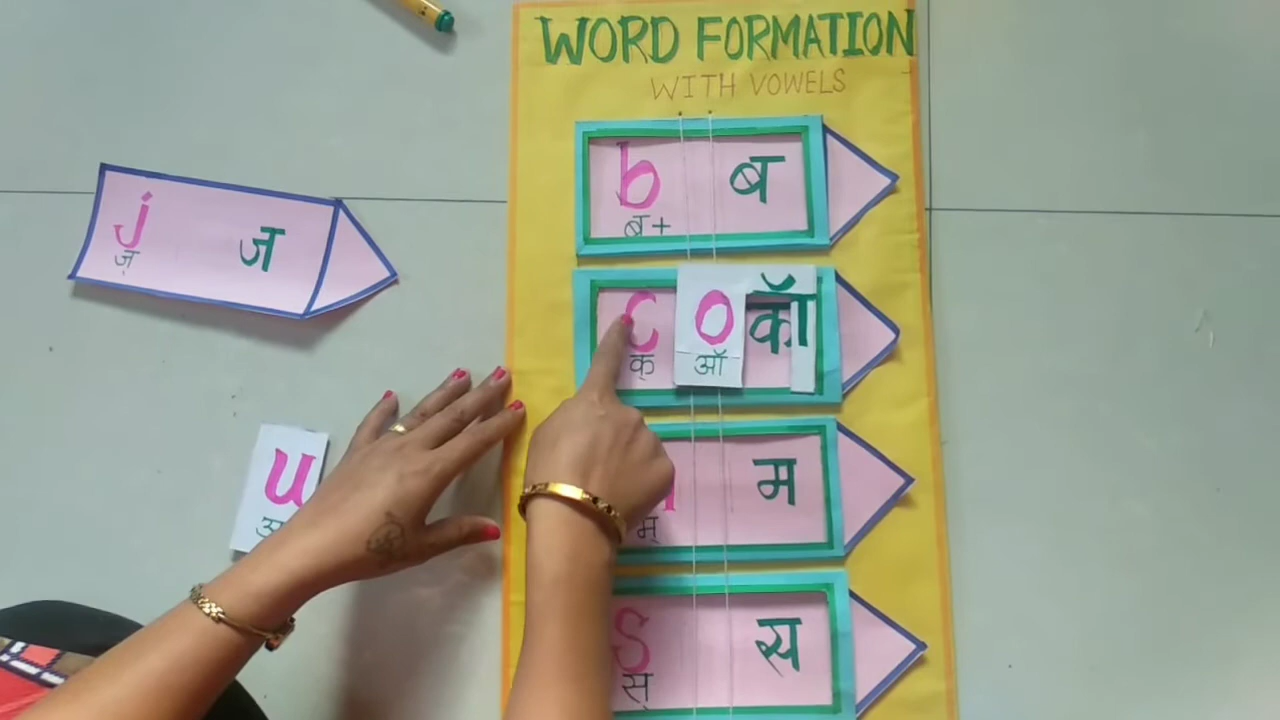 WORD FORMATION
WITH VOWELS
b ब
ब+
j ज
ज्
c o कॉ
क् ऑ
u
म
म्
s स
स्